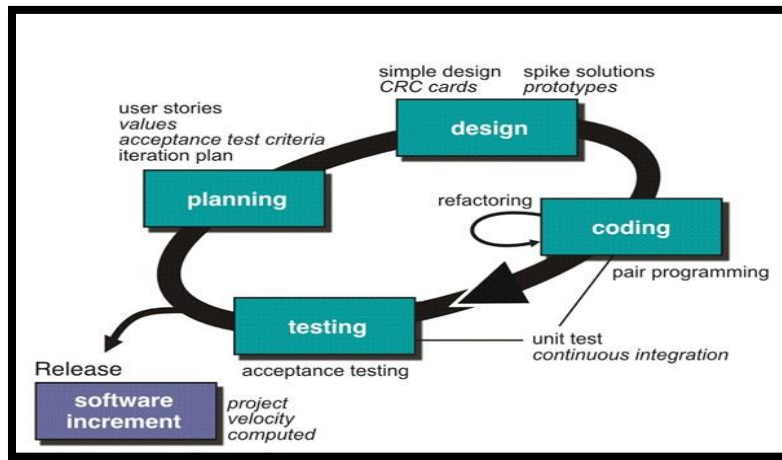 simple design
CRC cards
spike solutions
prototypes
design
user stories
values
acceptance test criteria
iteration plan
planning
refactoring
coding
pair programming
testing
acceptance testing
unit test
continuous integration
Release
software
increment
project
velocity
computed